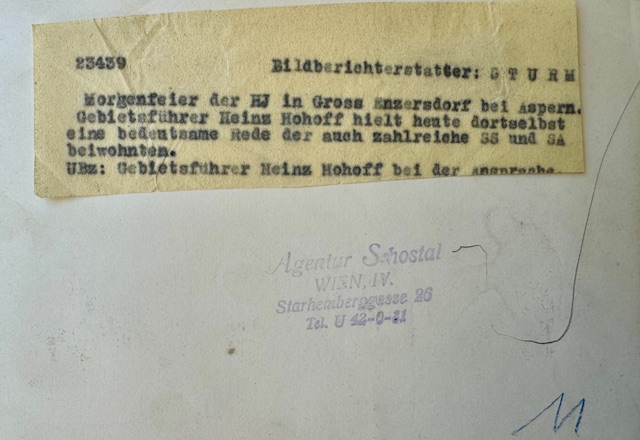 23439 Bildberichterstatter: S T U R M
Morgenfeier der HJ in Gross Enzersdorf bei Aspern.
Gebietsführer Heinz Hohoff hielt heute dortselbst
eine bedeutsame Rede der auch zahlreiche SS und SA
beiwohnten.
UBz: Gebietsführer Heinz Hohoff bei der ansprache.
Agentur Schostal
WIEN, IV.
Starhemberggasse 26
Tel. U 42-0-81